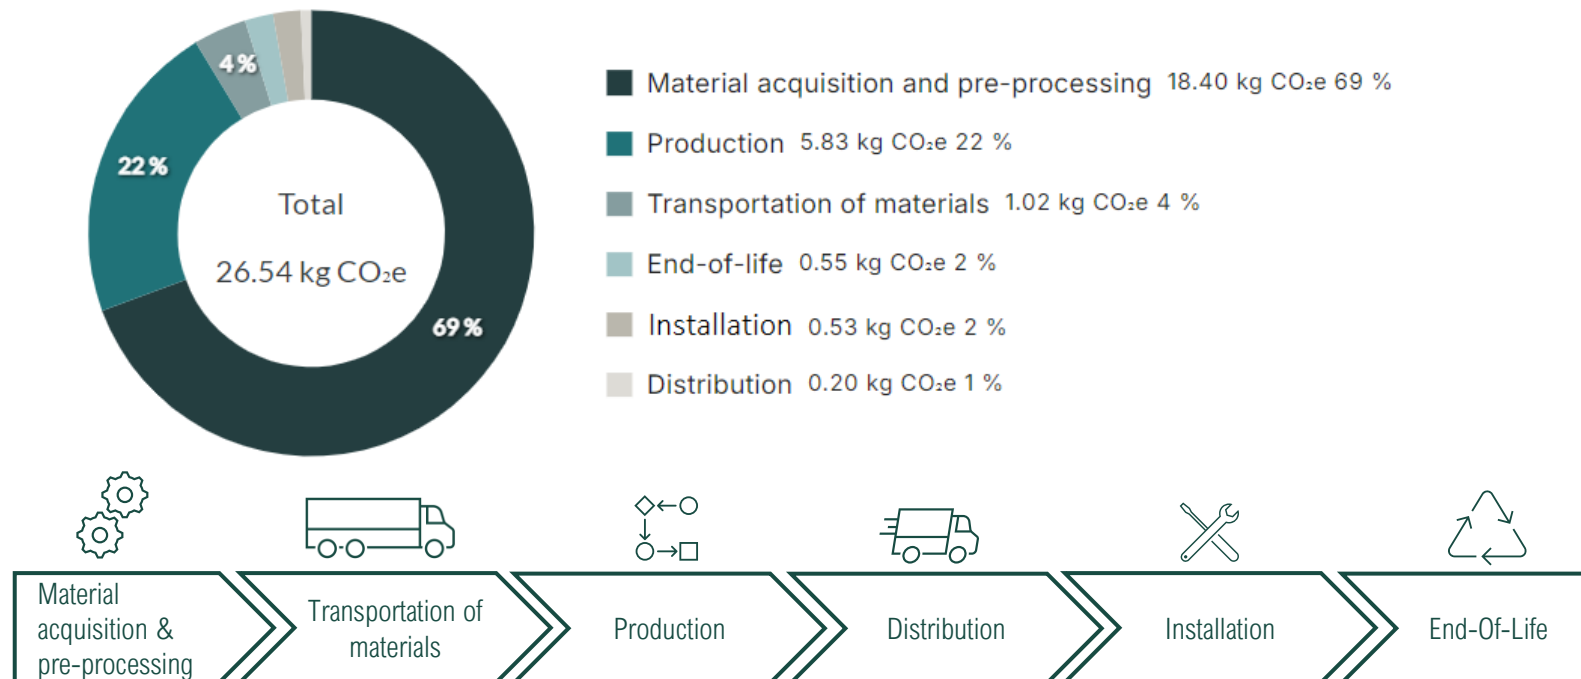 4%
22%
69%
Total
26.54 kg CO₂e
Material acquisition and pre-processing 18.40 kg CO₂e 69 %
Production 5.83 kg CO₂e 22 %
Transportation of materials 1.02 kg CO₂e 4 %
End-of-life 0.55 kg CO₂e 2 %
Installation 0.53 kg CO₂e 2 %
Distribution 0.20 kg CO₂e 1 %
Material
acquisition &
pre-processing
Transportation of
materials
Production
Distribution
Installation
End-Of-Life